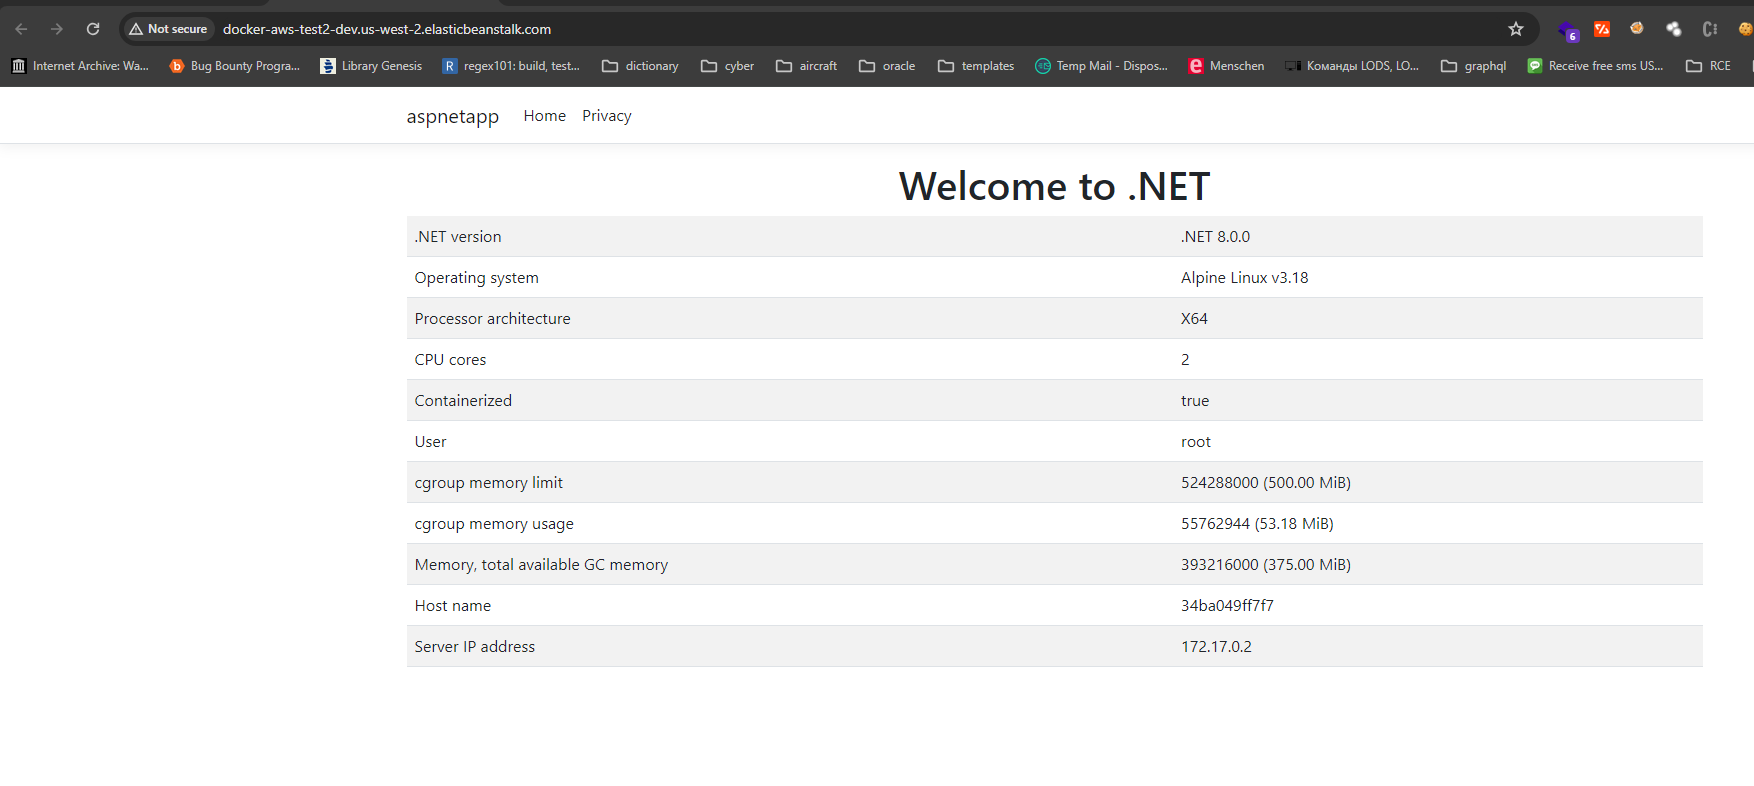 Not secure docker-aws-test2-dev.us-west-2.elasticbeanstalk.com 6
Internet Archive: Wa... Bug Bounty Progra... Library Genesis R regex101: build, test... dictionary cyber aircraft oracle templates Temp Mail - Dispos... e Menschen Команды LODS, LO... graphql Receive free sms US... RCE
aspnetapp Home Privacy
Welcome to .NET
.NET version .NET 8.0.0
Operating system Alpine Linux v3.18
Processor architecture X64
CPU cores 2
Containerized true
User root
cgroup memory limit 524288000 (500.00 MiB)
cgroup memory usage 55762944 (53.18 MiB)
Memory, total available GC memory 393216000 (375.00 MiB)
Host name 34ba049ff7f7
Server IP address 172.17.0.2